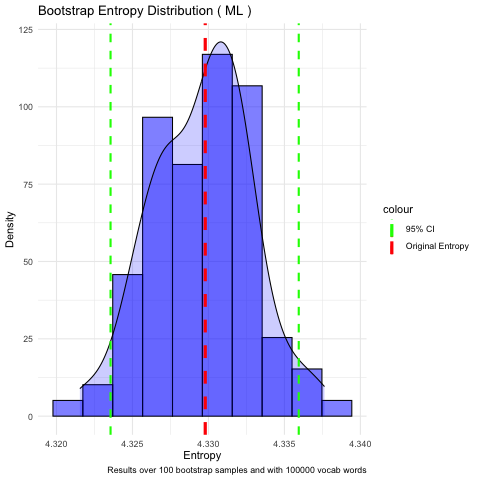 Bootstrap Entropy Distribution ( ML )
125
100
75
50
25
0
Density
4.320 4.325 4.330 4.335 4.340
Entropy
Results over 100 bootstrap samples and with 100000 vocab words
colour
95% CI
Original Entropy